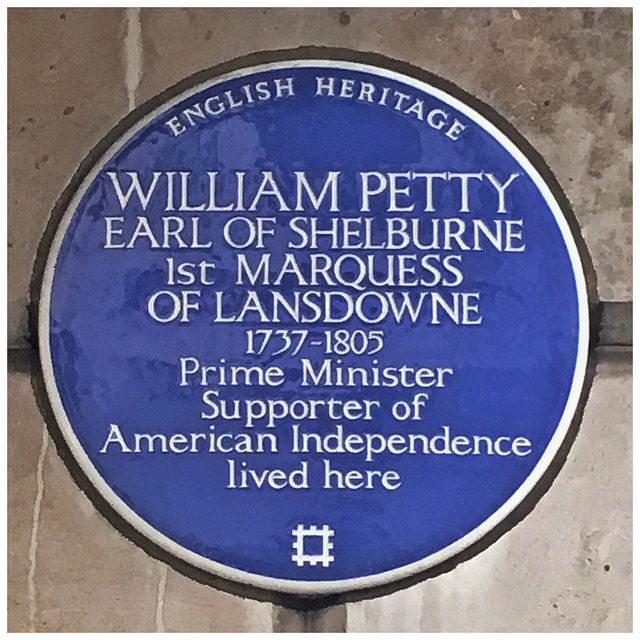 ENGLISH HERITAGE
WILLIAM PETTY
EARL OF SHELBURNE
1st MARQUESS
OF LANSDOWNE
1737-1805
Prime Minister
Supporter of
American Independence
lived here